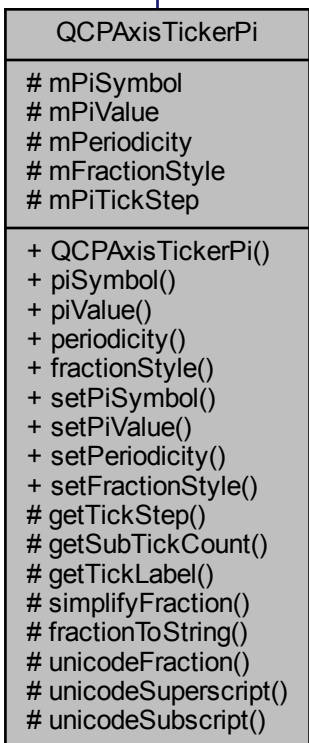 QCPAxisTickerPi
# mPiSymbol
# mPiValue
# mPeriodicity
# mFractionStyle
# mPiTickStep
+ QCPAxisTickerPi()
+ piSymbol()
+ piValue()
+ periodicity()
+ fractionStyle()
+ setPiSymbol()
+ setPiValue()
+ setPeriodicity()
+ setFractionStyle()
# getTickStep()
# getSubTickCount()
# getTickLabel()
# simplifyFraction()
# fractionToString()
# unicodeFraction()
# unicodeSuperscript()
# unicodeSubscript()